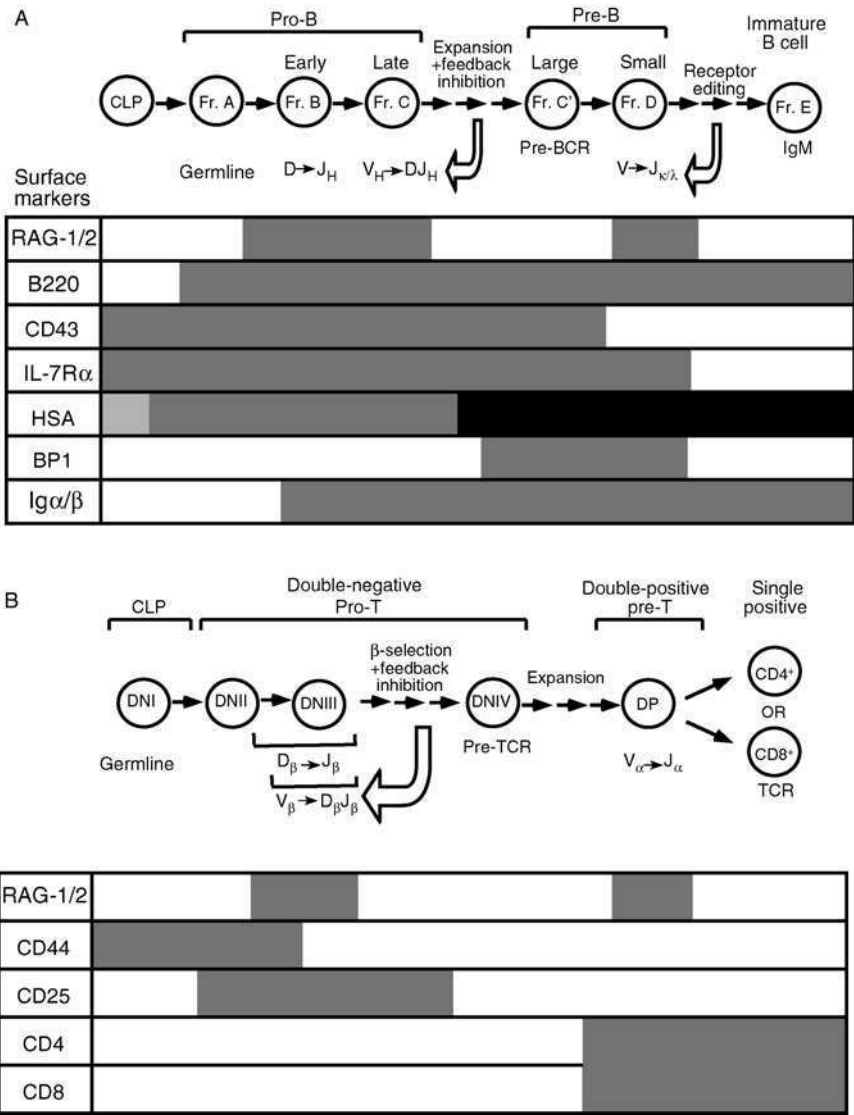 A
Pro-B
Pre-B
Immature
B cell
Early
Late
Expansion
+feedback
inhibition
Large
Small
Receptor
editing
CLP
Fr. A
Fr. B
Fr. C
Fr. C'
Fr. D
Fr. E
Pre-BCR
IgM
Germline
D→J_H
V_H→DJ_H
V→J_κ/λ
Surface
markers
RAG-1/2
B220
CD43
IL-7Rα
HSA
BP1
Igα/β
B
CLP
Double-negative
Pro-T
Double-positive
pre-T
Single
positive
β-selection
+feedback
inhibition
Expansion
DNI
DNII
DNIII
DNIV
DP
CD4⁺
OR
CD8⁺
TCR
Pre-TCR
Germline
D_β→J_β
V_β→D_βJ_β
V_α→J_α
RAG-1/2
CD44
CD25
CD4
CD8